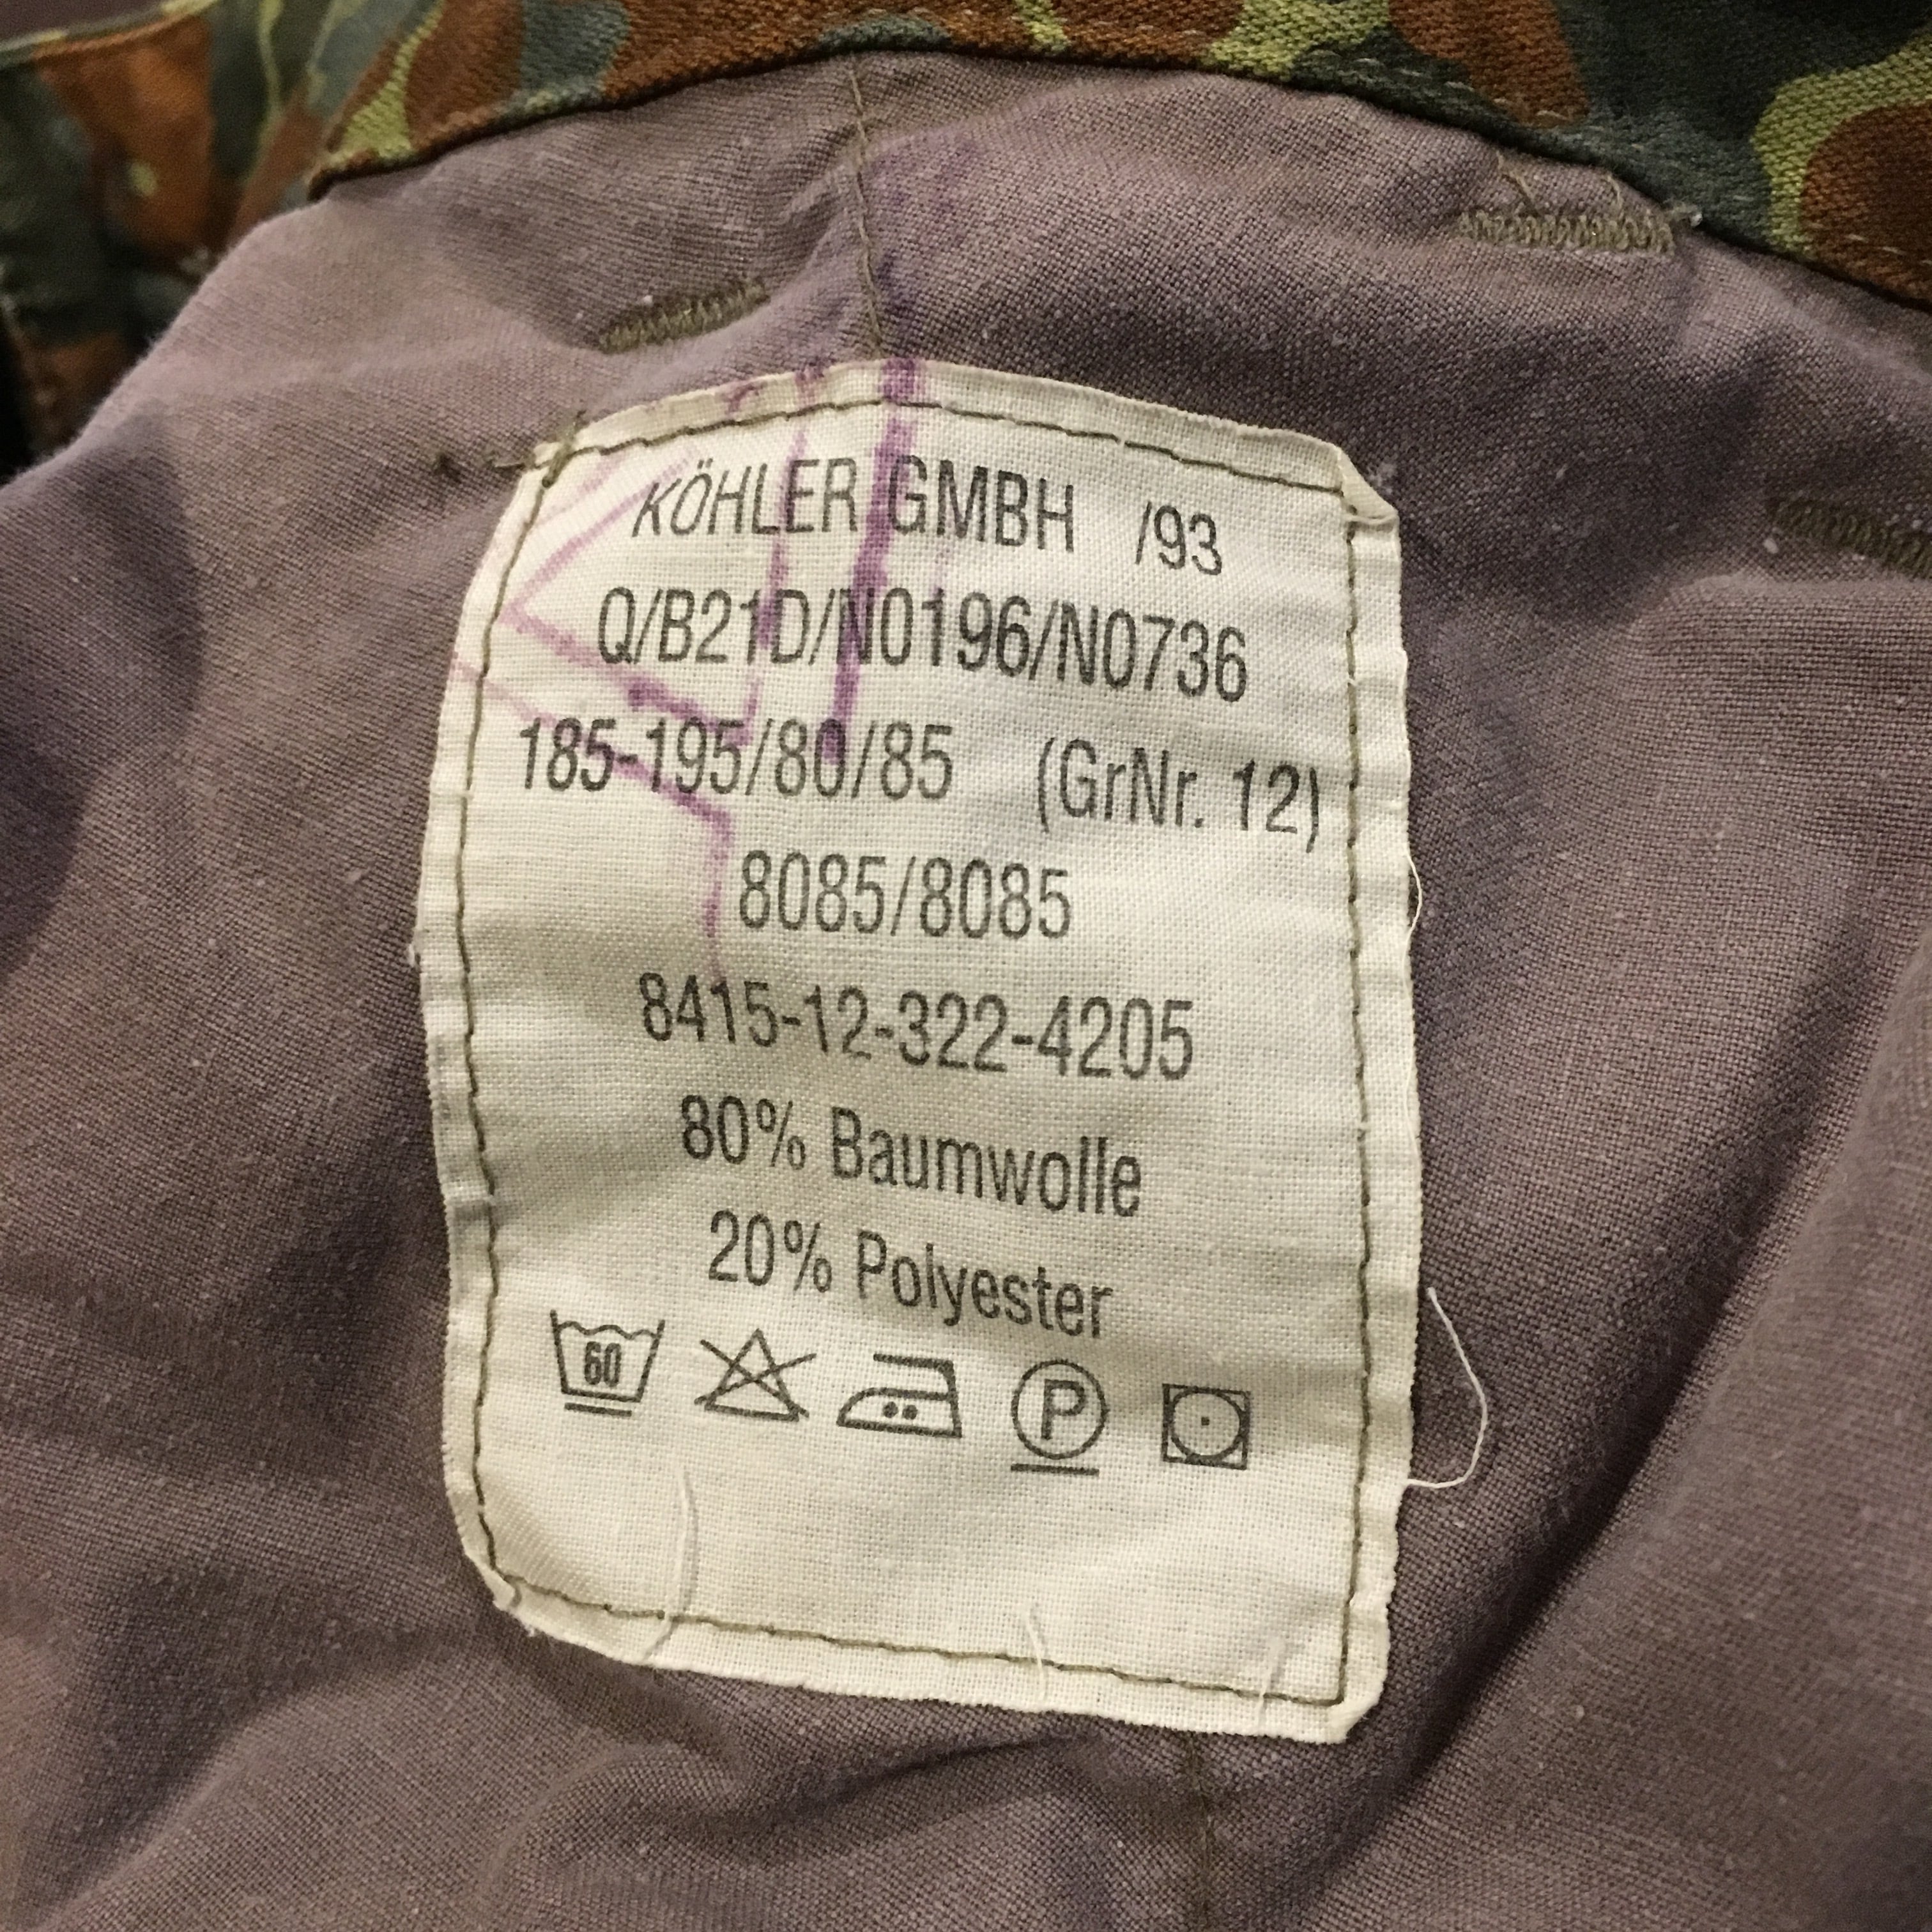 KÖHLER GMBH /93
Q/B21D/N0196/N0736
185-195/80/85 (GrNr. 12)
8085/8085
8415-12-322-4205
80% Baumwolle
20% Polyester
60 P